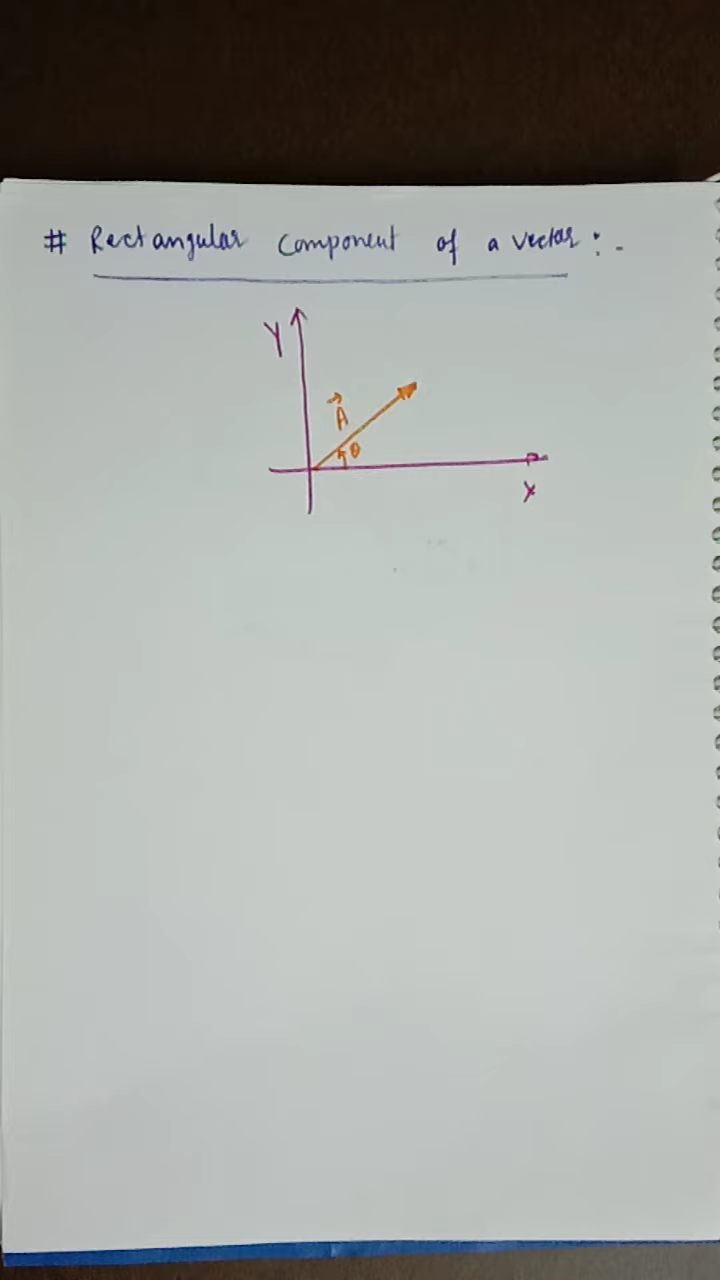 # Rectangular component of a vector :-
Y
A⃗
θ
X